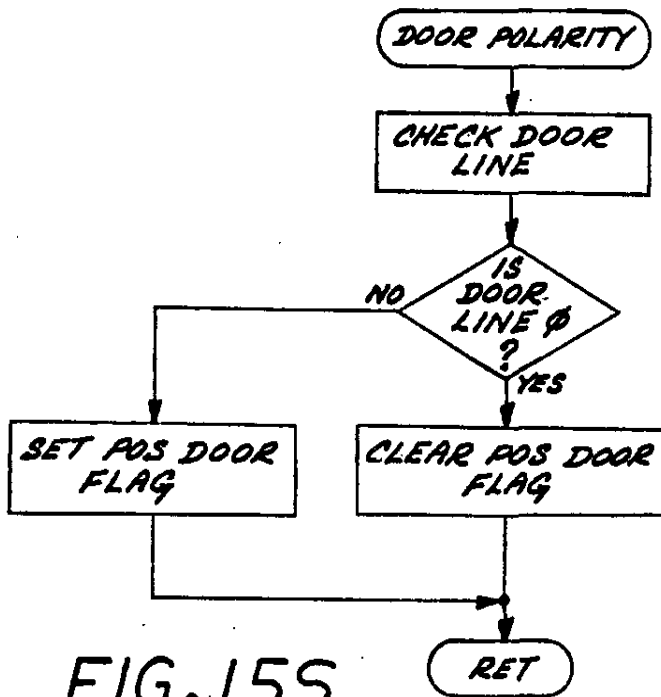 DOOR POLARITY
CHECK DOOR
LINE
IS
DOOR
LINE Ø
?
NO
YES
SET POS DOOR
FLAG
CLEAR POS DOOR
FLAG
RET
FIG. 15S